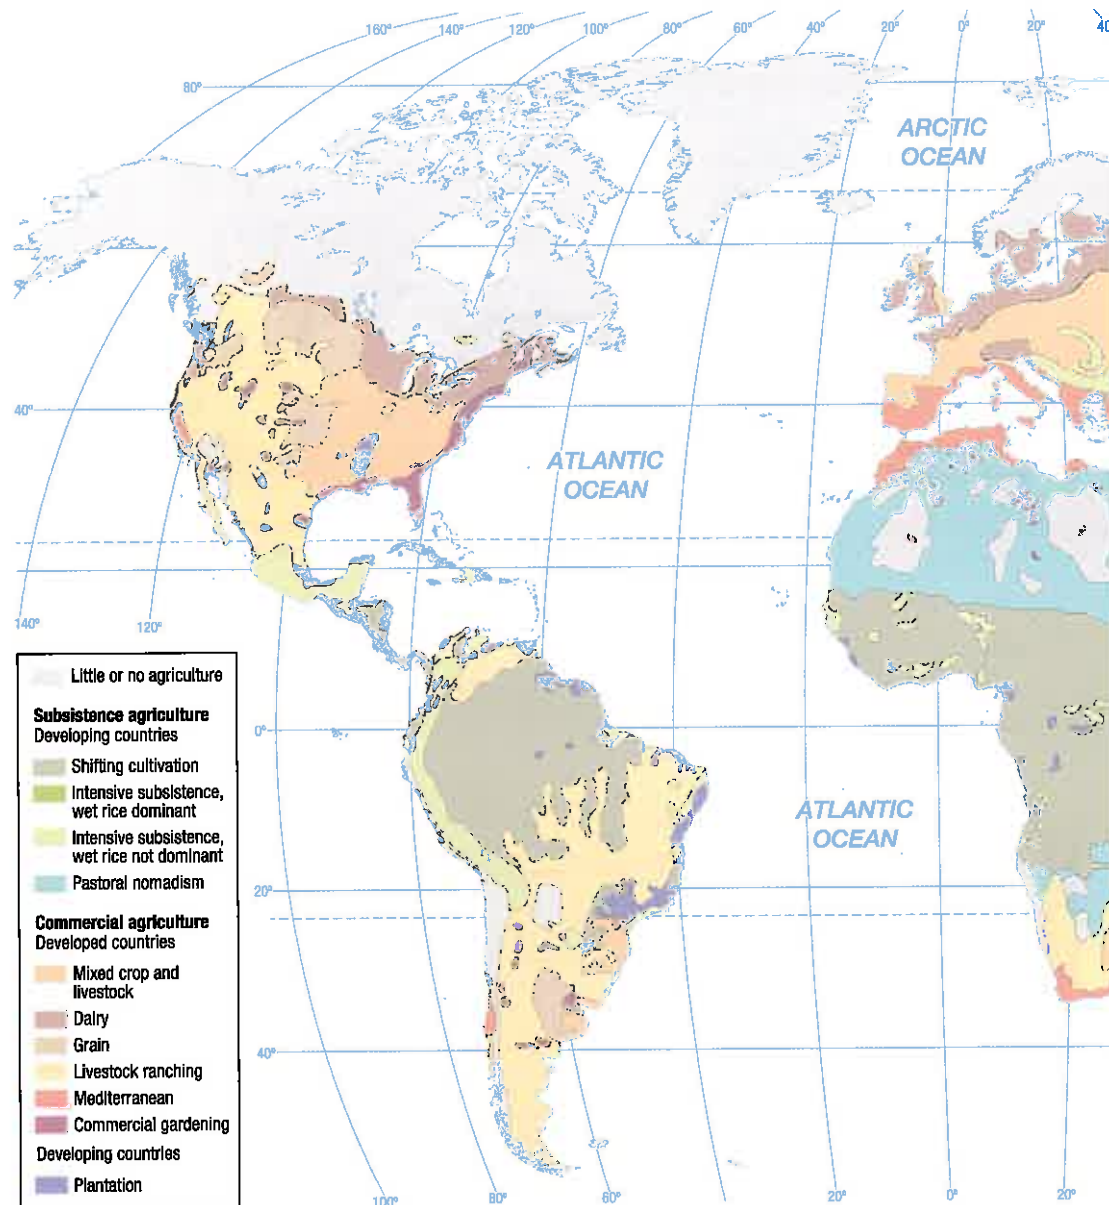 160° 140° 120° 100° 80° 60° 40° 20° 0° 20° 40
80°
ARCTIC
OCEAN
40°
ATLANTIC
OCEAN
140° 120°
0°
ATLANTIC
OCEAN
20°
40°
100° 80° 60° 20° 0° 20°
Little or no agriculture
Subsistence agriculture
Developing countries
Shifting cultivation
Intensive subsistence,
wet rice dominant
Intensive subsistence,
wet rice not dominant
Pastoral nomadism
Commercial agriculture
Developed countries
Mixed crop and
livestock
Dairy
Grain
Livestock ranching
Mediterranean
Commercial gardening
Developing countries
Plantation